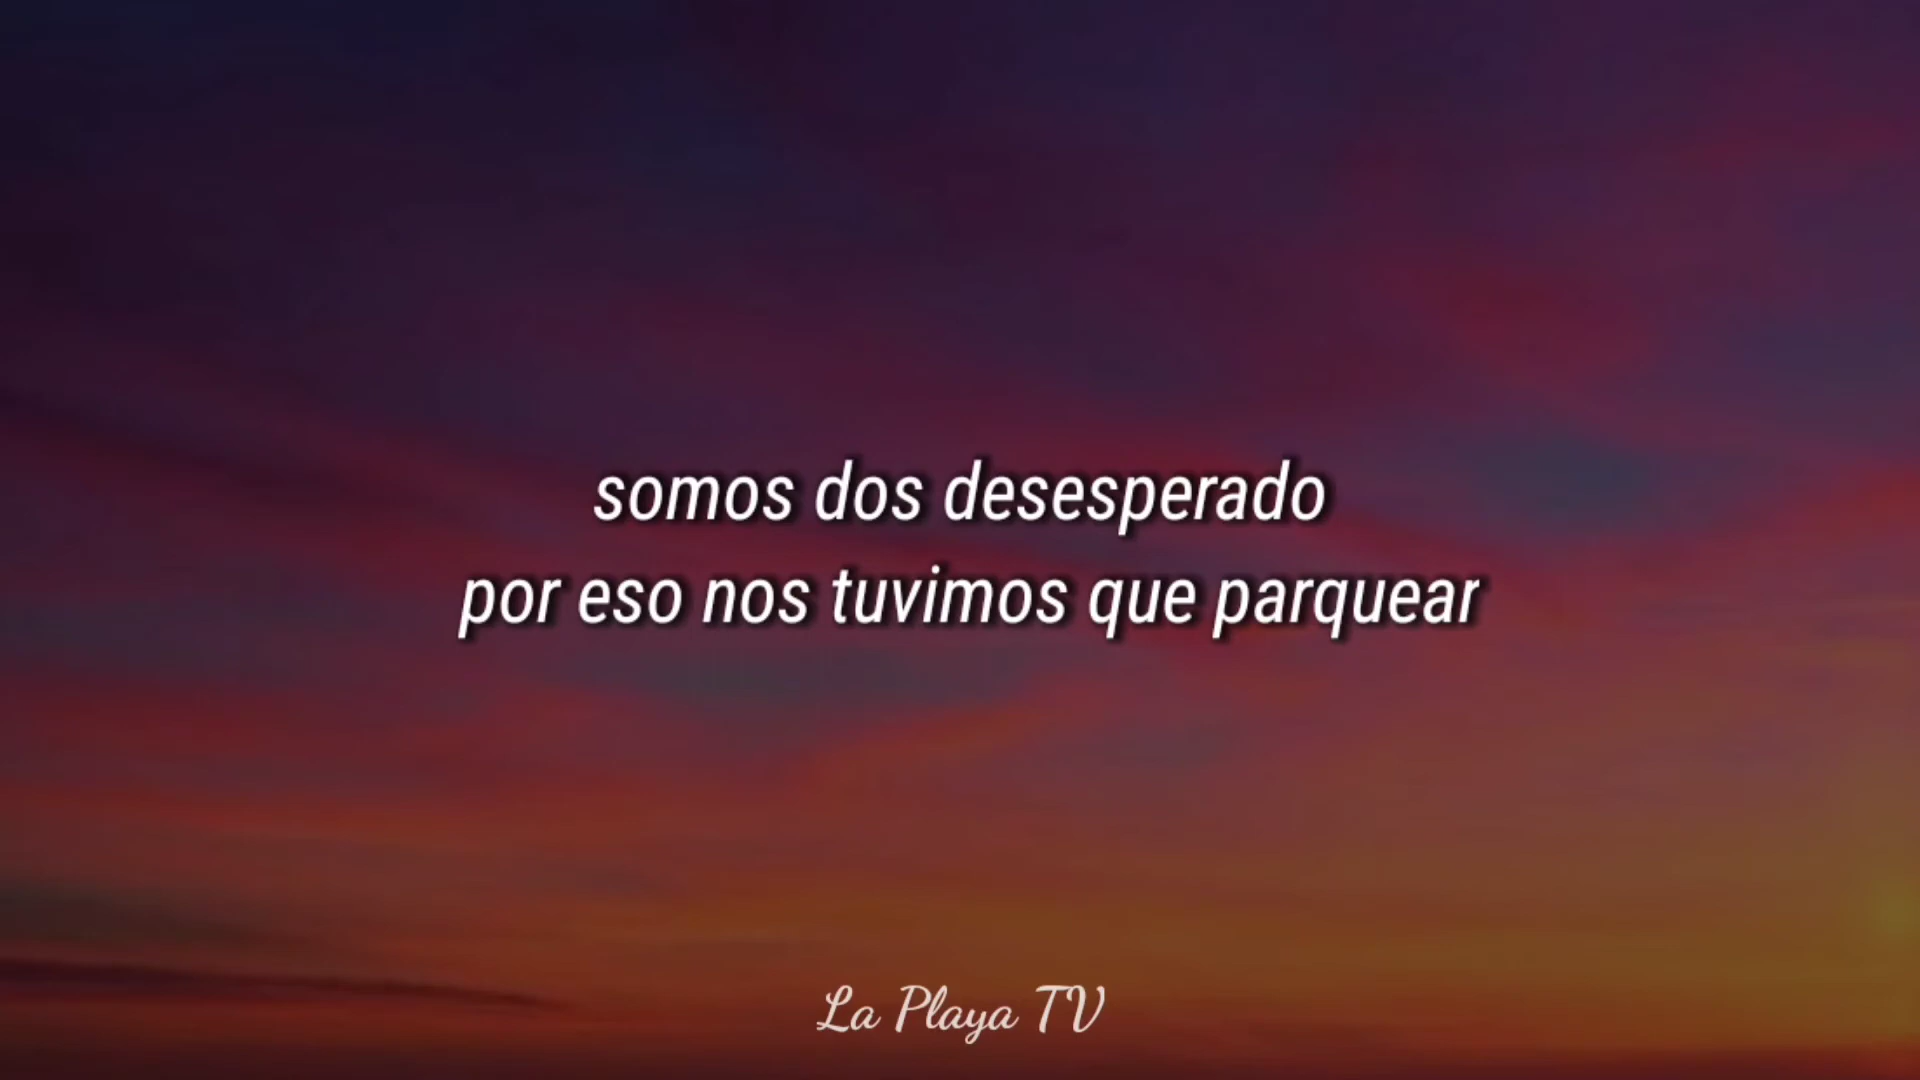 somos dos desesperado
por eso nos tuvimos que parquear
La Playa TV